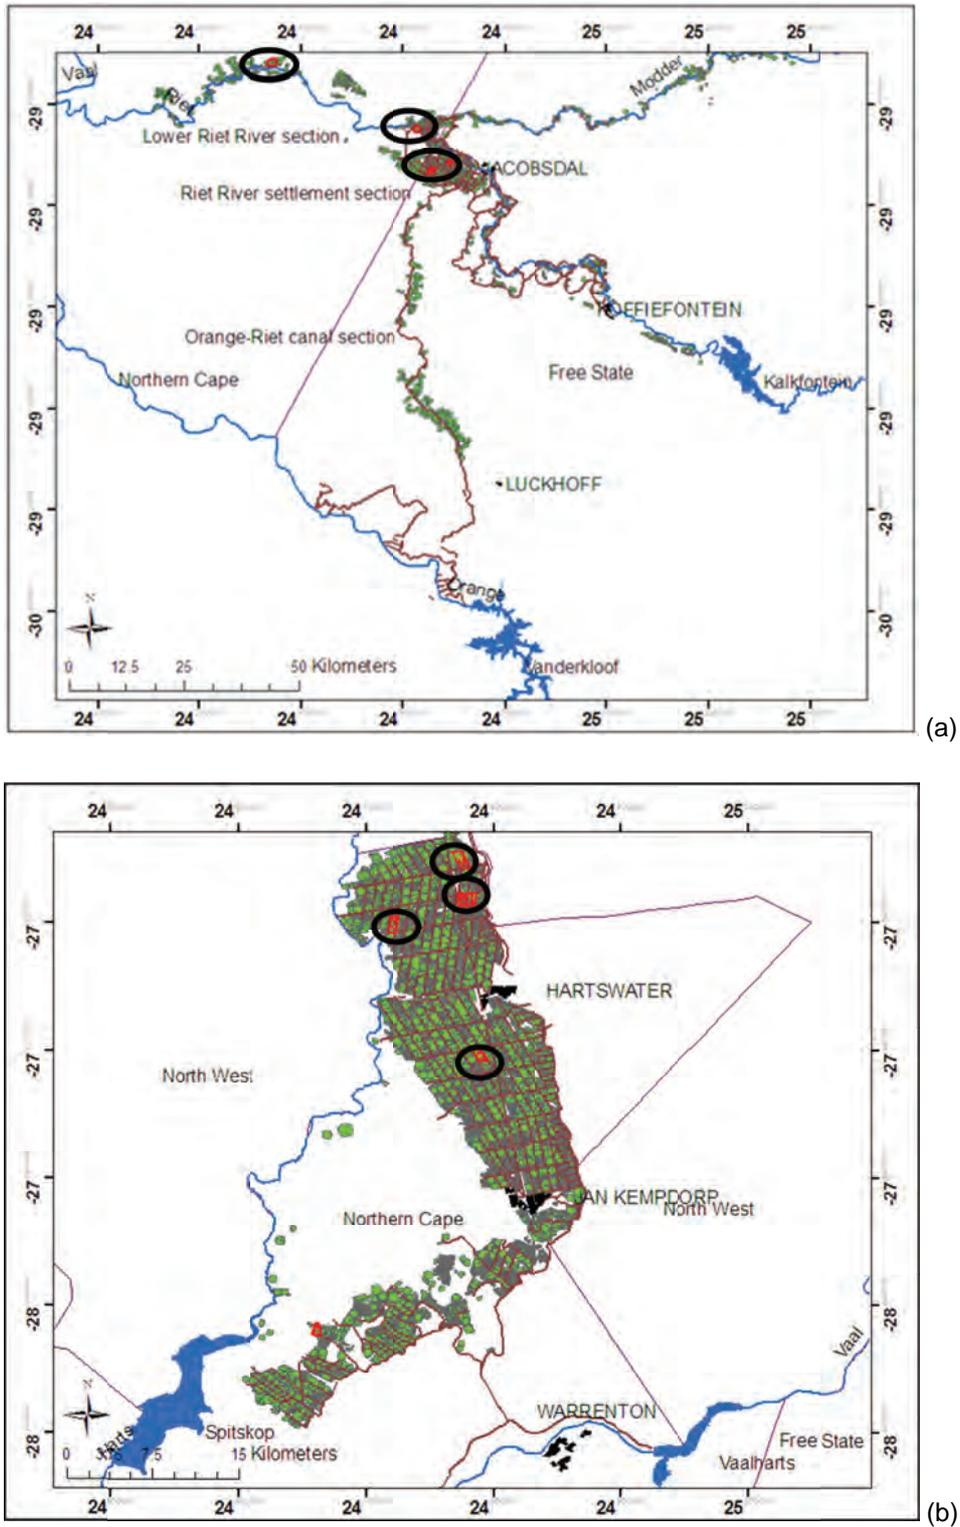 24 24 24 24 24 25 25 25
Vaal
Riet
Modder
-29 -29
Lower Riet River section
ACOBSDAL
Riet River settlement section
-29 -29
-29 -29
KOFFIEFONTEIN
Orange-Riet canal section
Northern Cape
Free State
Kalkfontein
-29 -29
LUCKHOFF
-29 -29
Orange
-30 -30
N
0 12.5 25 50 Kilometers
Vanderkloof
24 24 24 24 24 25 25 25
(a)
24 24 24 24 24 25
-27 -27
HARTSWATER
-27 -27
North West
-27 -27
JAN KEMPDORP
North West
Northern Cape
-28 -28
Vaal
N
WARRENTON
Harts
Spitskop
Free State
-28 -28
0 7.5 15 Kilometers
Vaalharts
24 24 24 24 24 25
(b)